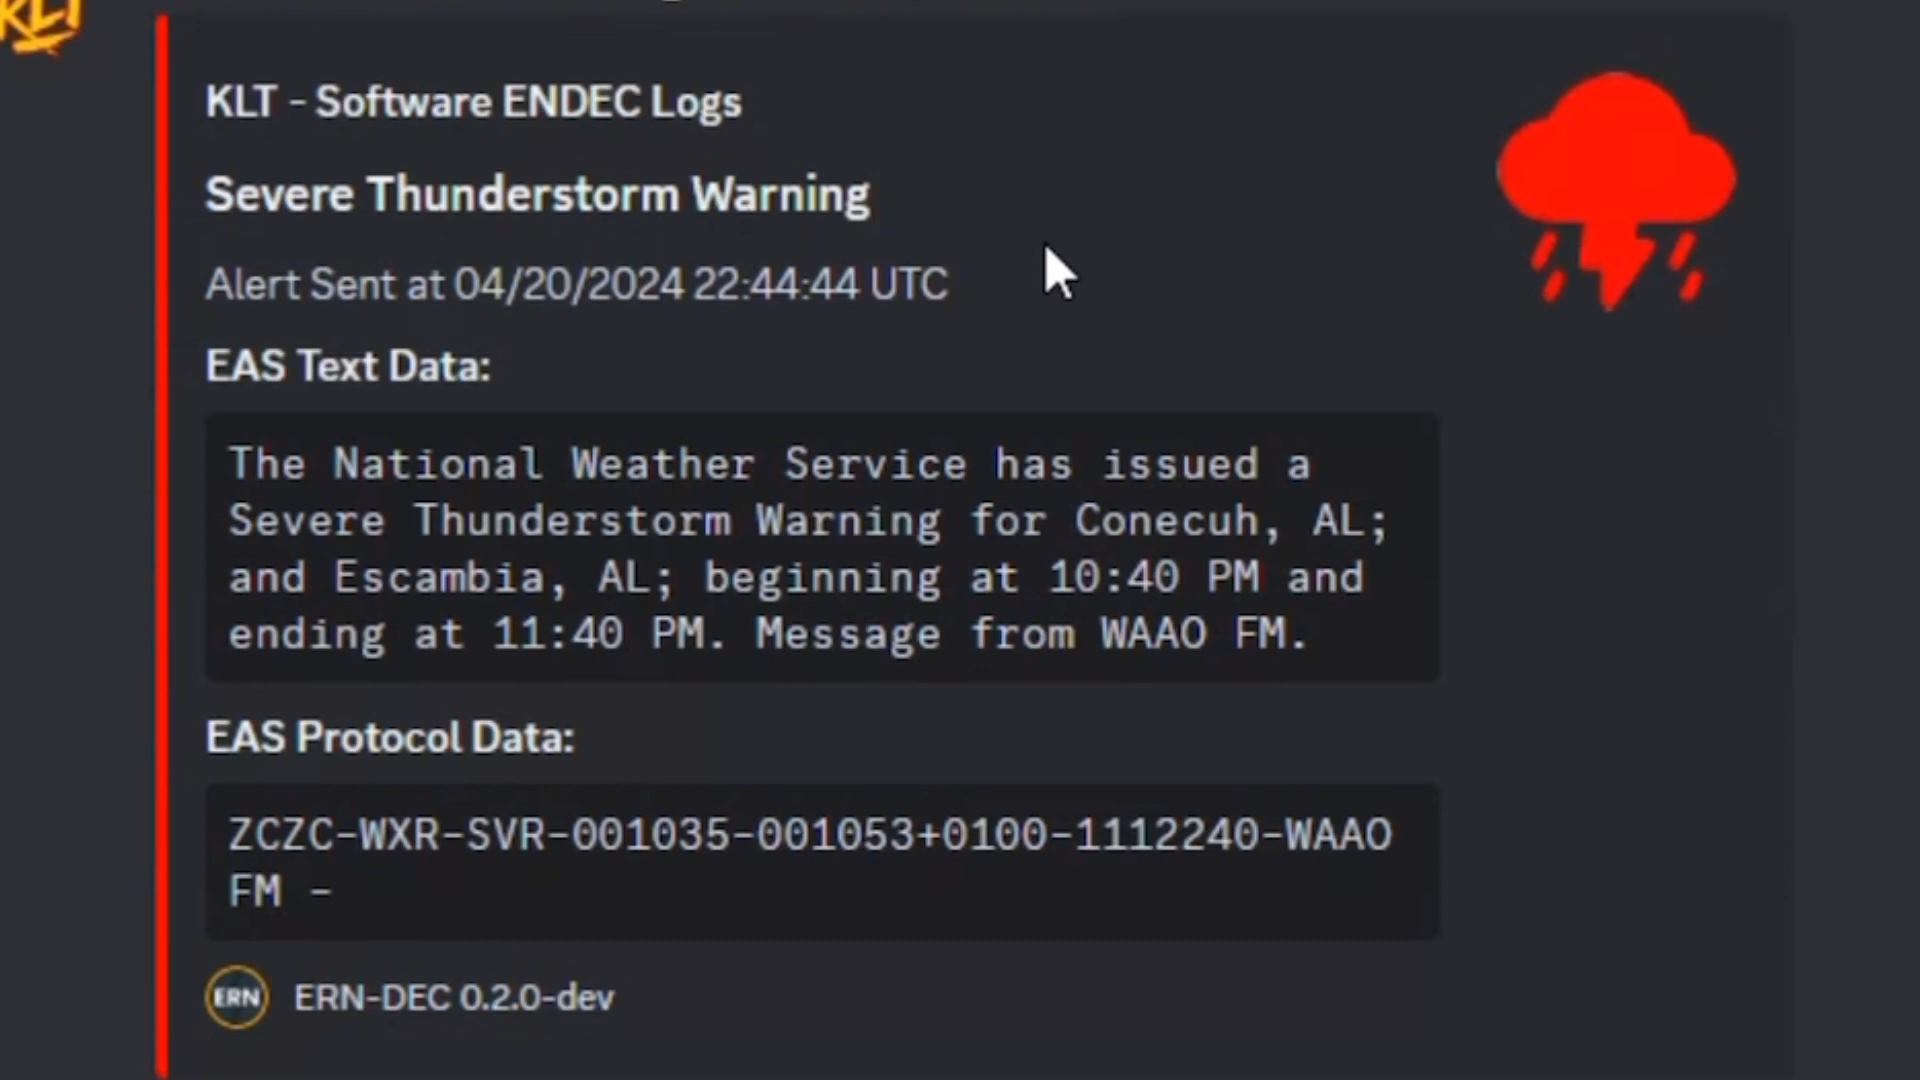 KLT
KLT - Software ENDEC Logs
Severe Thunderstorm Warning
Alert Sent at 04/20/2024 22:44:44 UTC
EAS Text Data:
The National Weather Service has issued a
Severe Thunderstorm Warning for Conecuh, AL;
and Escambia, AL; beginning at 10:40 PM and
ending at 11:40 PM. Message from WAAO FM.
EAS Protocol Data:
ZCZC-WXR-SVR-001035-001053+0100-1112240-WAAO
FM -
ERN ERN-DEC 0.2.0-dev